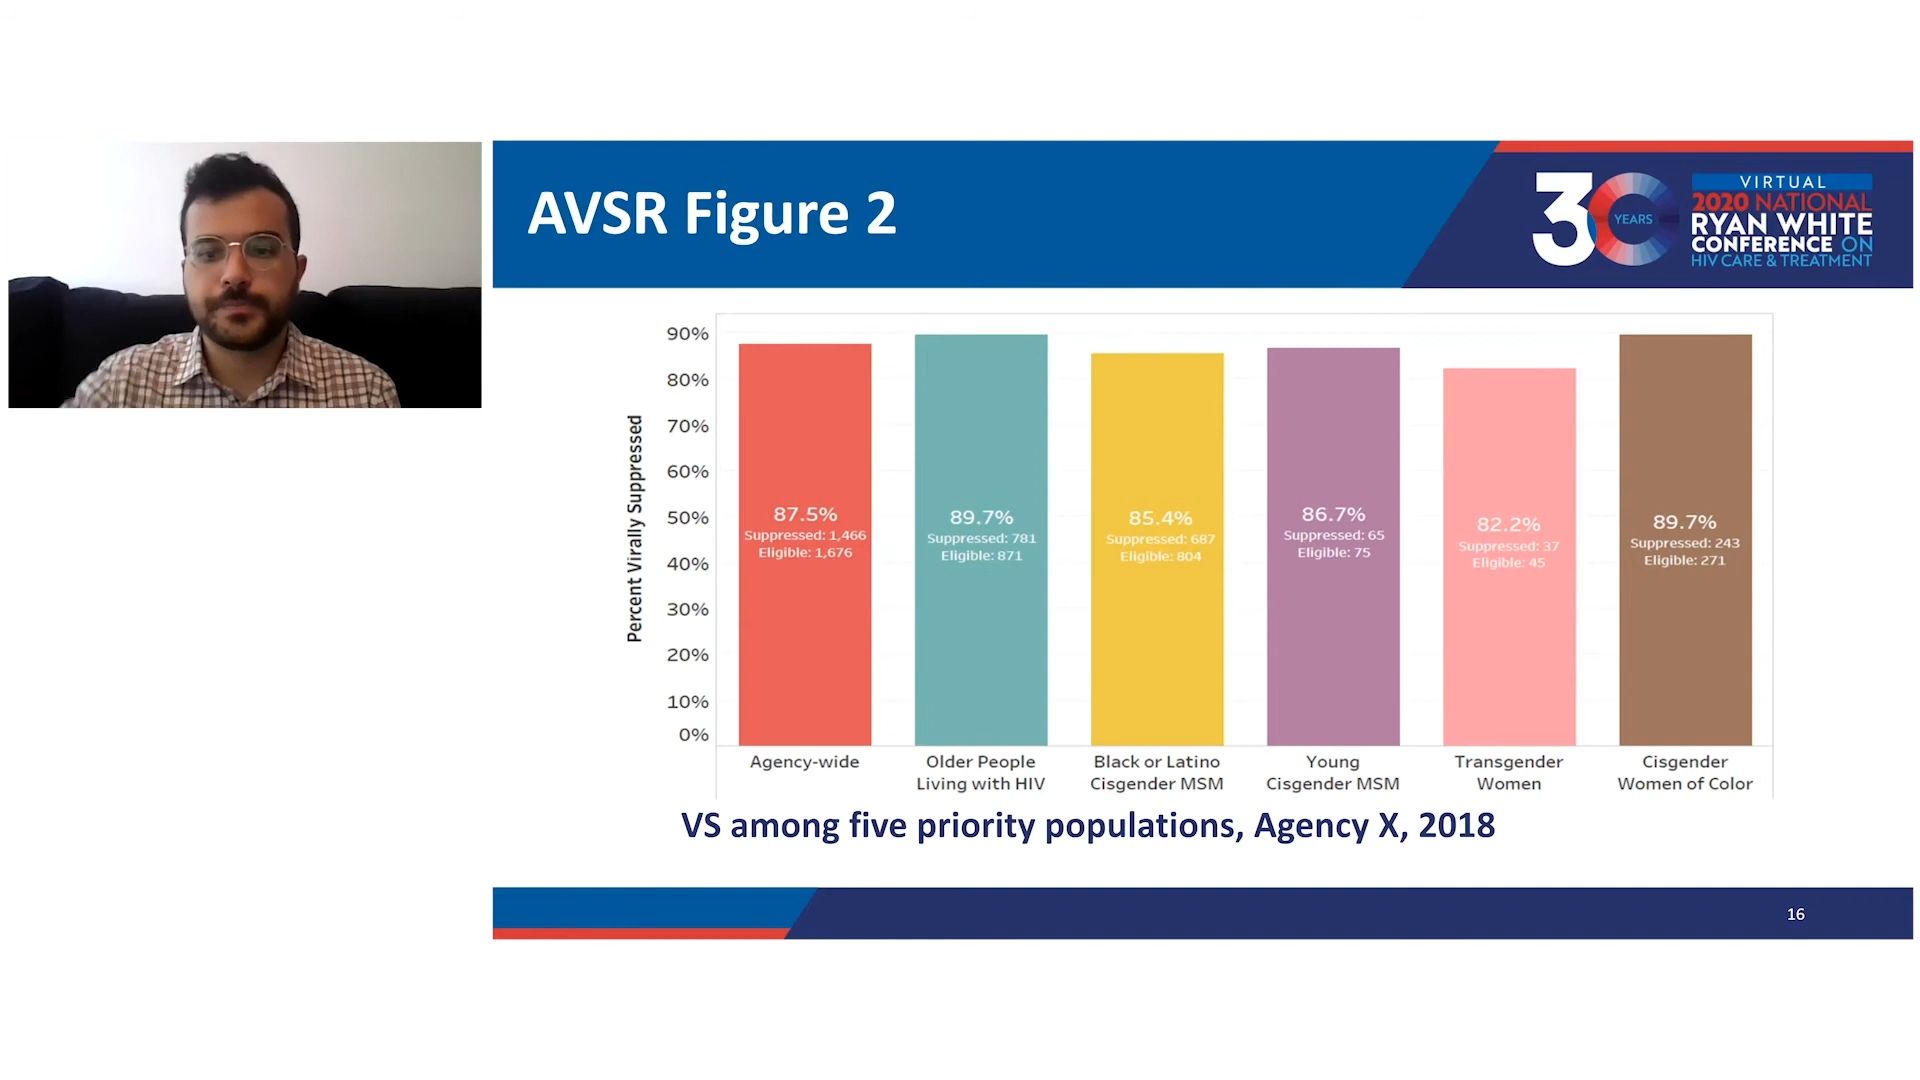 AVSR Figure 2
30
YEARS
VIRTUAL
2020 NATIONAL
RYAN WHITE
CONFERENCE ON
HIV CARE & TREATMENT
Percent Virally Suppressed
90%
80%
70%
60%
50%
40%
30%
20%
10%
0%
87.5%
Suppressed: 1,466
Eligible: 1,676
89.7%
Suppressed: 781
Eligible: 871
85.4%
Suppressed: 687
Eligible: 804
86.7%
Suppressed: 65
Eligible: 75
82.2%
Suppressed: 37
Eligible: 45
89.7%
Suppressed: 243
Eligible: 271
Agency-wide
Older People
Living with HIV
Black or Latino
Cisgender MSM
Young
Cisgender MSM
Transgender
Women
Cisgender
Women of Color
VS among five priority populations, Agency X, 2018
16